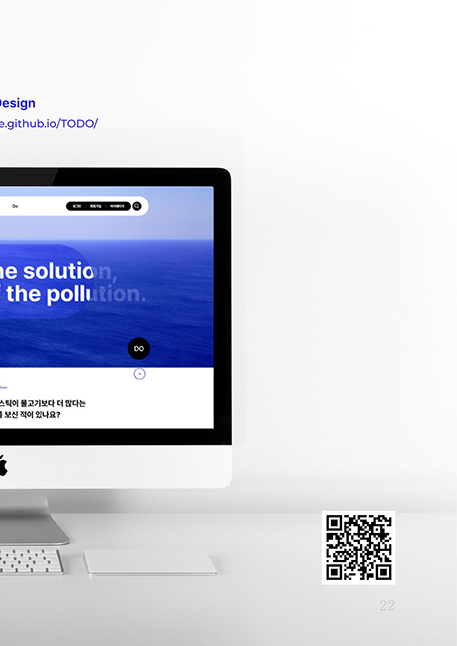 Design
e.github.io/TODO/
Do
로그인 회원가입 마이페이지
he solution,
f the pollution.
DO
스틱이 물고기보다 더 많다는
를 보신 적이 있나요?
22